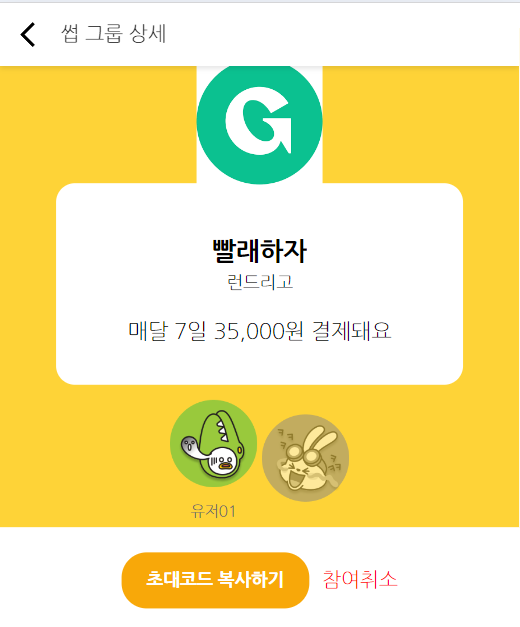 썹 그룹 상세
빨래하자
런드리고
매달 7일 35,000원 결제돼요
ㅋㅋㅋ
ㅋㅋㅋ
유저01
초대코드 복사하기 참여취소